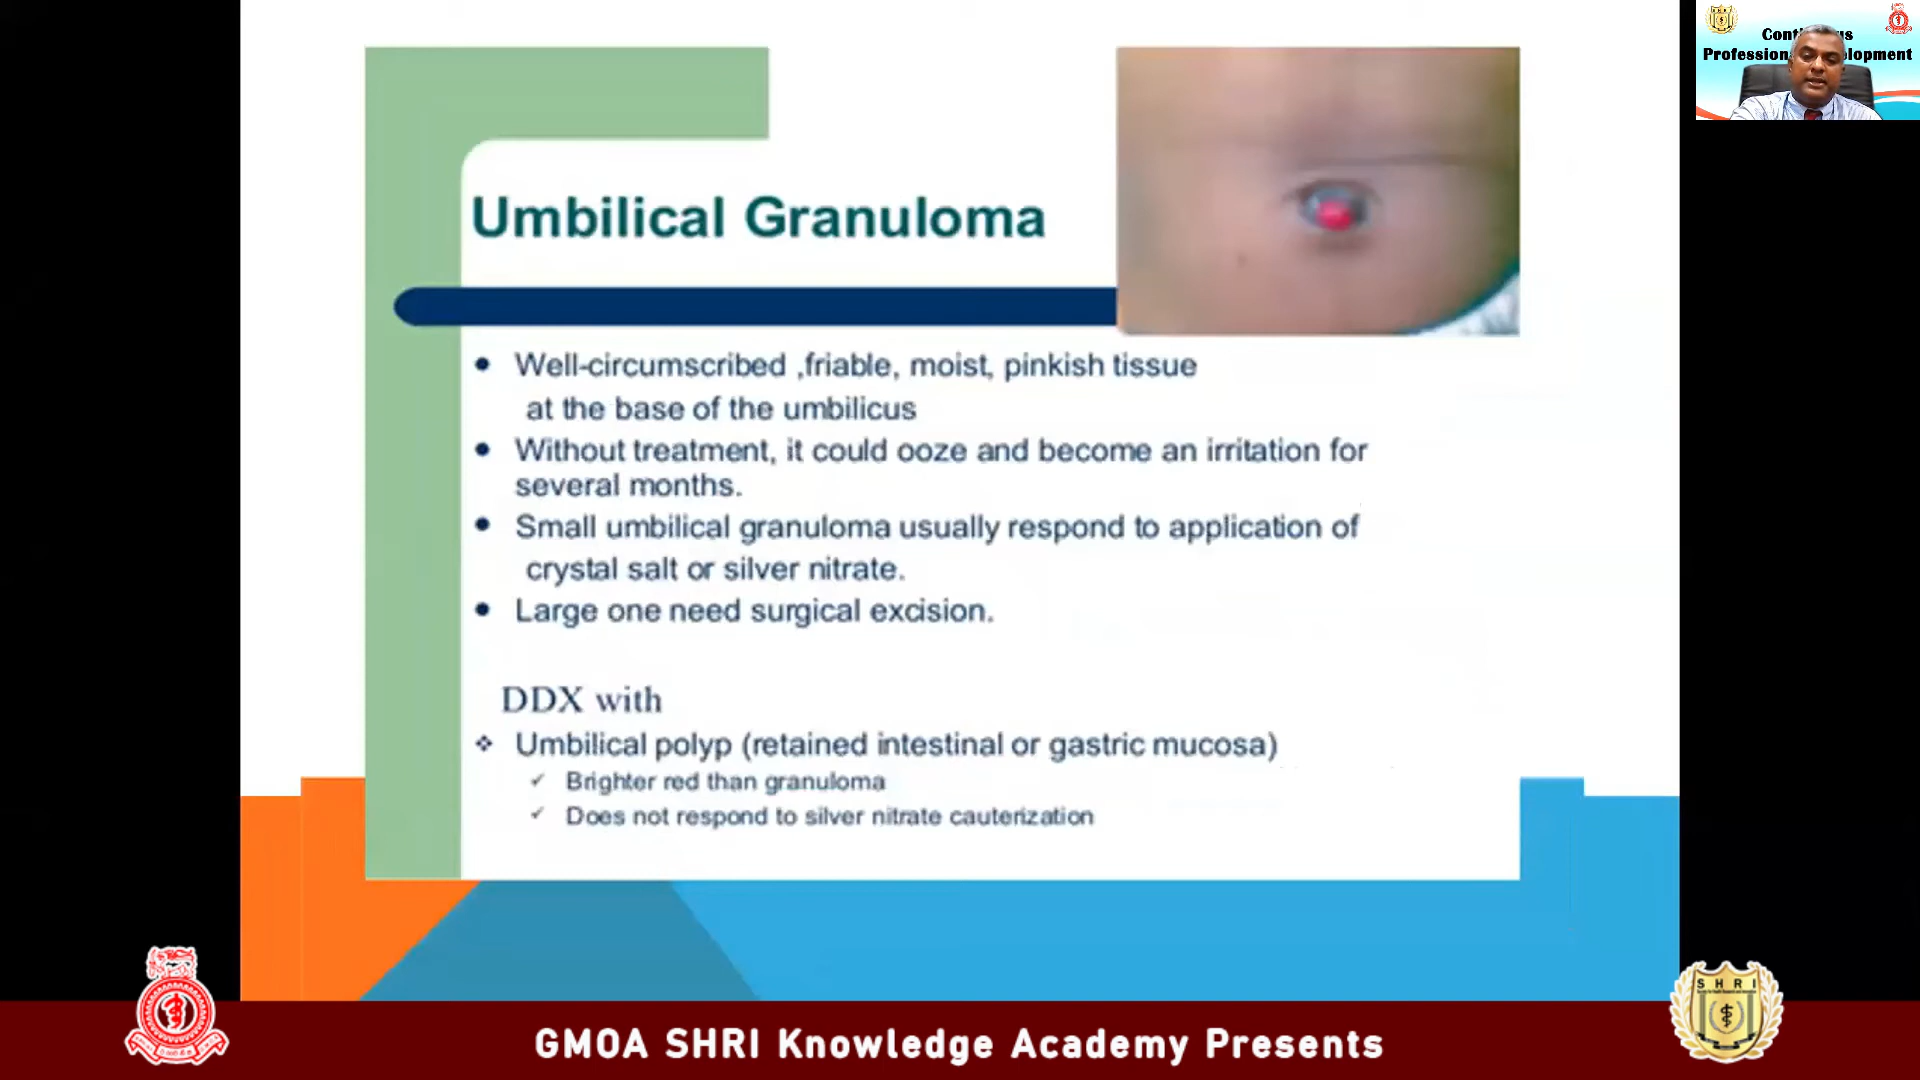 Continuous
Professional Development
Umbilical Granuloma
Well-circumscribed ,friable, moist, pinkish tissue
at the base of the umbilicus
Without treatment, it could ooze and become an irritation for
several months.
Small umbilical granuloma usually respond to application of
crystal salt or silver nitrate.
Large one need surgical excision.
DDX with
Umbilical polyp (retained intestinal or gastric mucosa)
Brighter red than granuloma
Does not respond to silver nitrate cauterization
SHRI
GMOA SHRI Knowledge Academy Presents